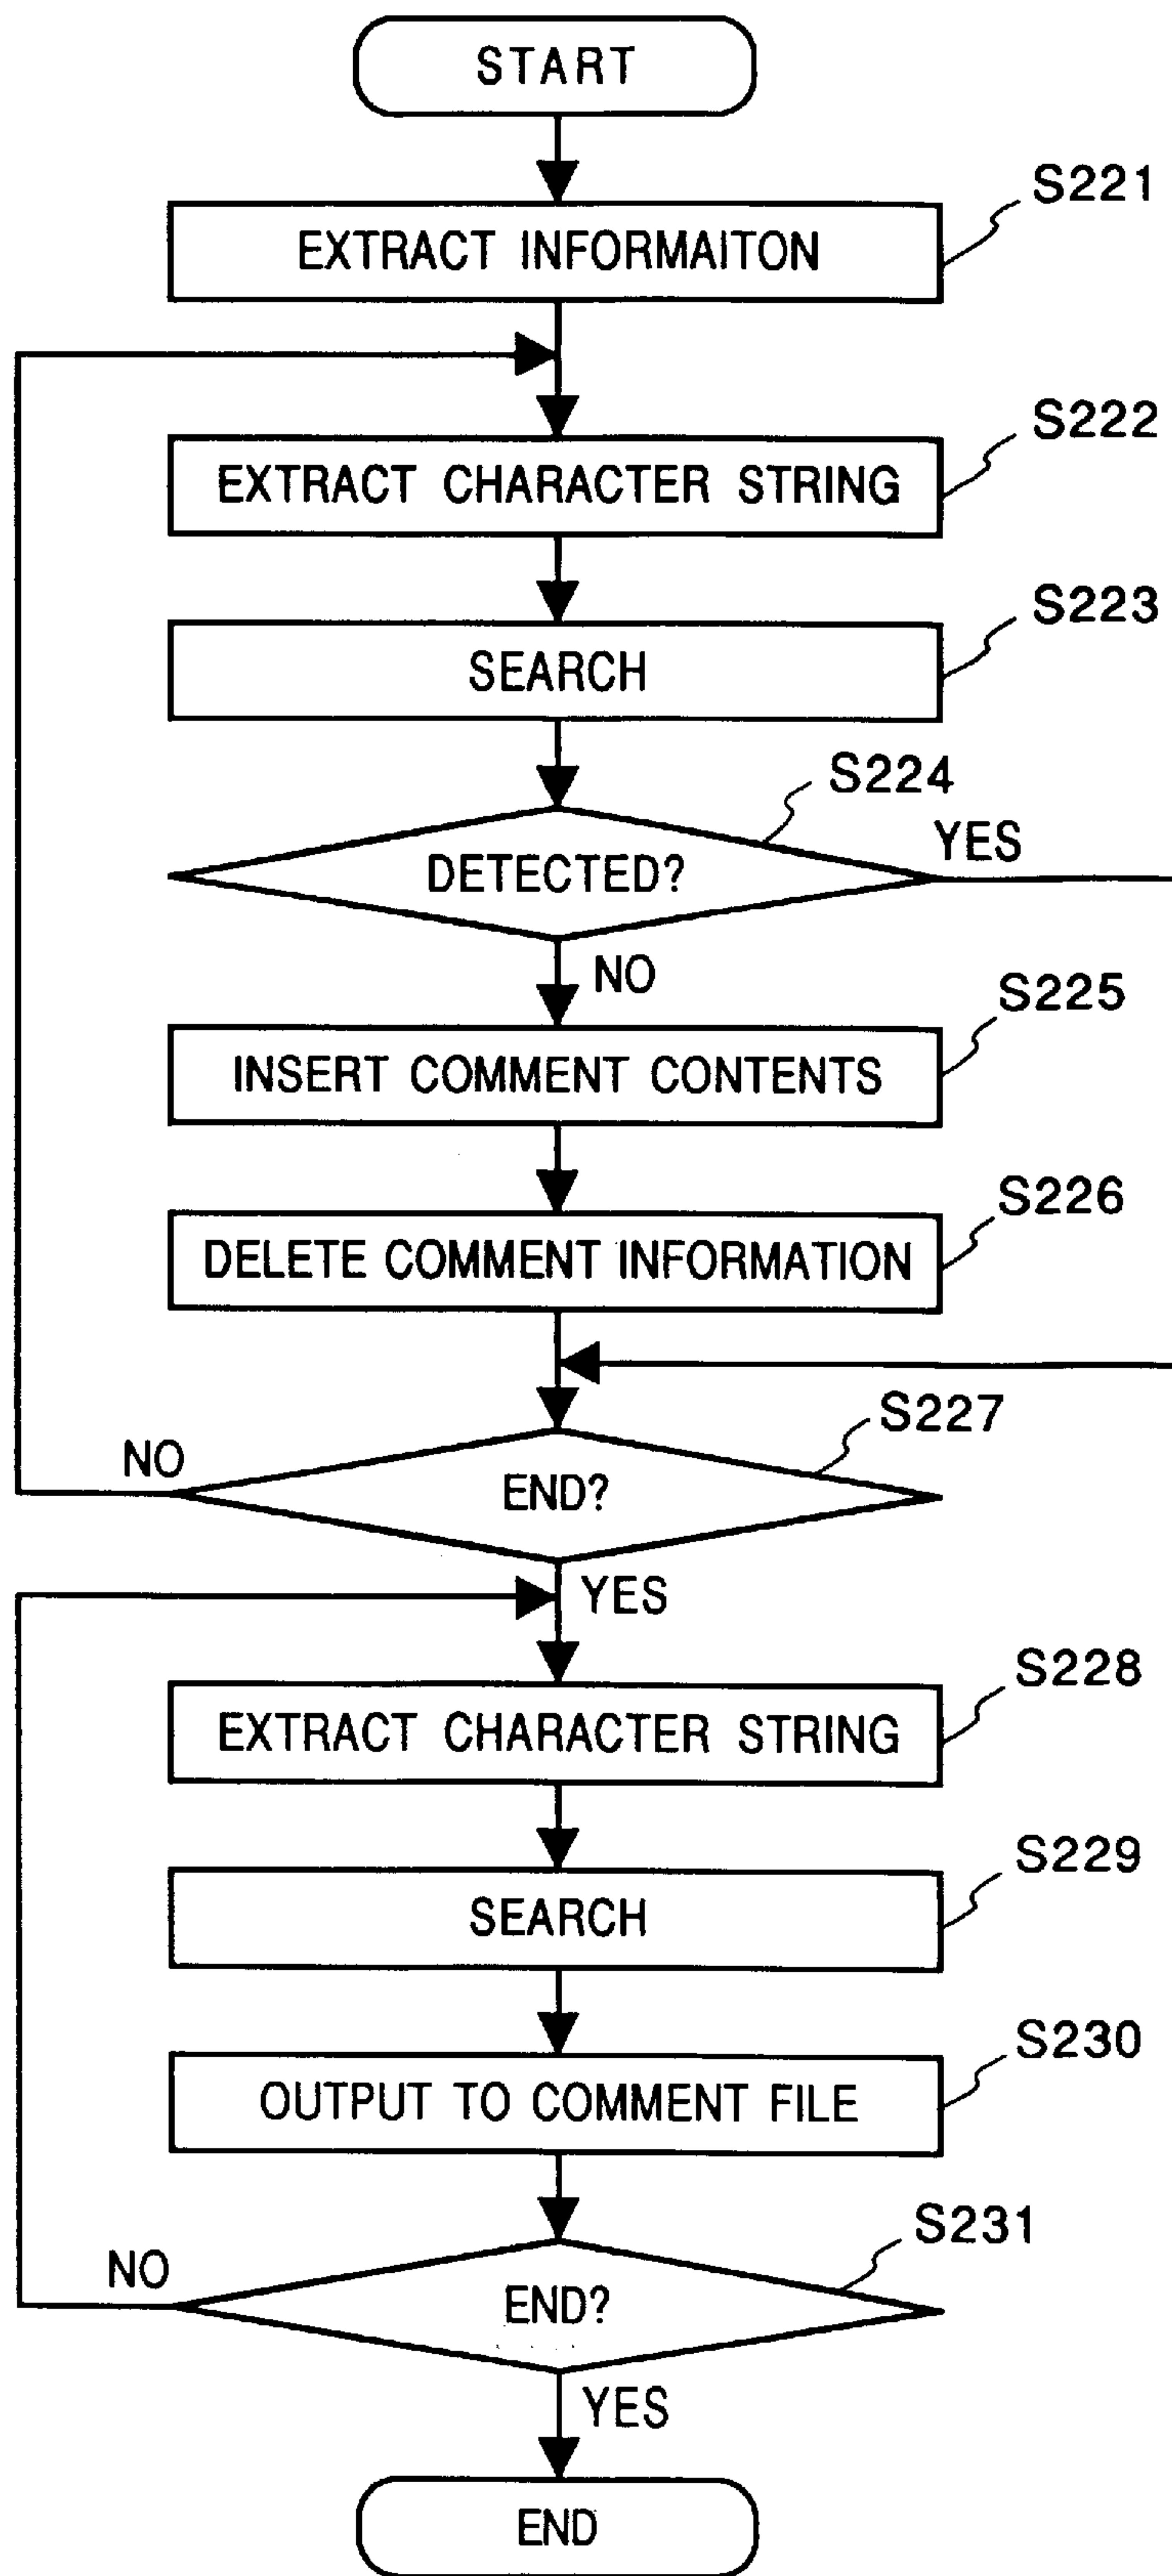 START
S221
EXTRACT INFORMAITON
S222
EXTRACT CHARACTER STRING
S223
SEARCH
S224
YES
DETECTED?
NO
S225
INSERT COMMENT CONTENTS
S226
DELETE COMMENT INFORMATION
S227
NO
END?
YES
S228
EXTRACT CHARACTER STRING
S229
SEARCH
S230
OUTPUT TO COMMENT FILE
S231
NO
END?
YES
END